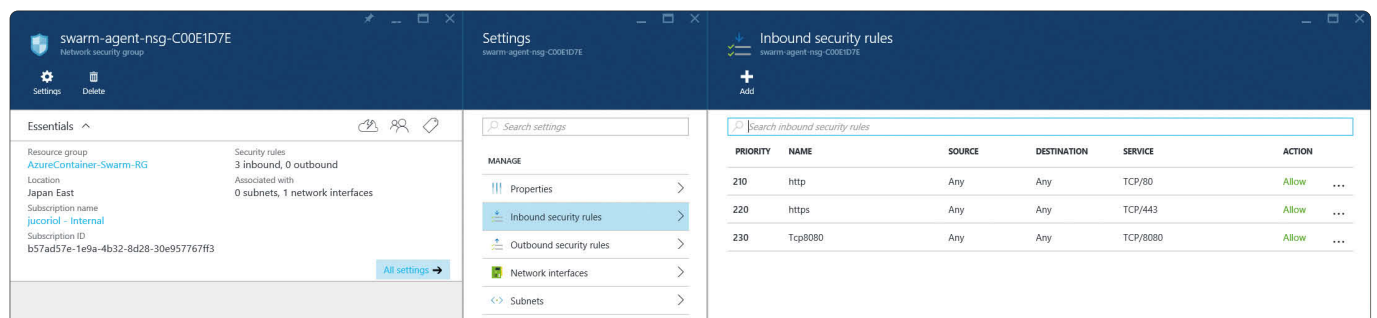 swarm-agent-nsg-C00E1D7E
Network security group
Settings
Delete
Essentials
Resource group
AzureContainer-Swarm-RG
Location
Japan East
Subscription name
jucoriol - Internal
Subscription ID
b57ad57e-1e9a-4b32-8d28-30e957767ff3
Security rules
3 inbound, 0 outbound
Associated with
0 subnets, 1 network interfaces
All settings
Settings
swarm-agent-nsg-C00E1D7E
Search settings
MANAGE
Properties
Inbound security rules
Outbound security rules
Network interfaces
Subnets
Inbound security rules
swarm-agent-nsg-C00E1D7E
Add
Search inbound security rules
PRIORITY NAME SOURCE DESTINATION SERVICE ACTION
210 http Any Any TCP/80 Allow ...
220 https Any Any TCP/443 Allow ...
230 Tcp8080 Any Any TCP/8080 Allow ...